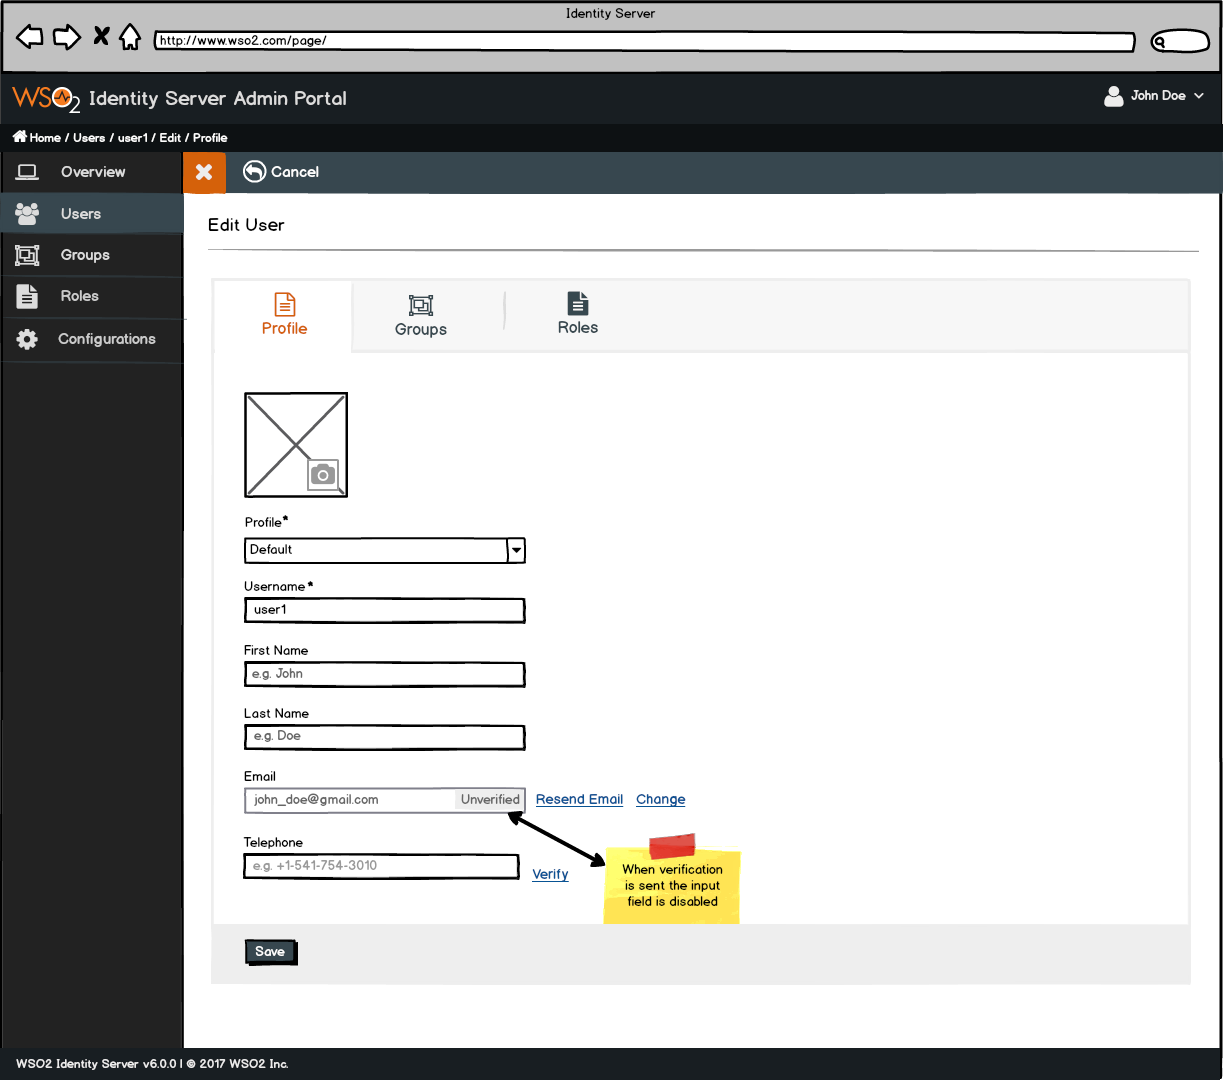 Identity Server
http://www.wso2.com/page/
WSO2 Identity Server Admin Portal
John Doe
Home / Users / user1 / Edit / Profile
Overview
Cancel
Users
Groups
Roles
Configurations
Edit User
Profile
Groups
Roles
Profile*
Default
Username*
user1
First Name
e.g. John
Last Name
e.g. Doe
Email
john_doe@gmail.com Unverified Resend Email Change
Telephone
e.g. +1-541-754-3010 Verify
When verification
is sent the input
field is disabled
Save
WSO2 Identity Server v6.0.0 | © 2017 WSO2 Inc.